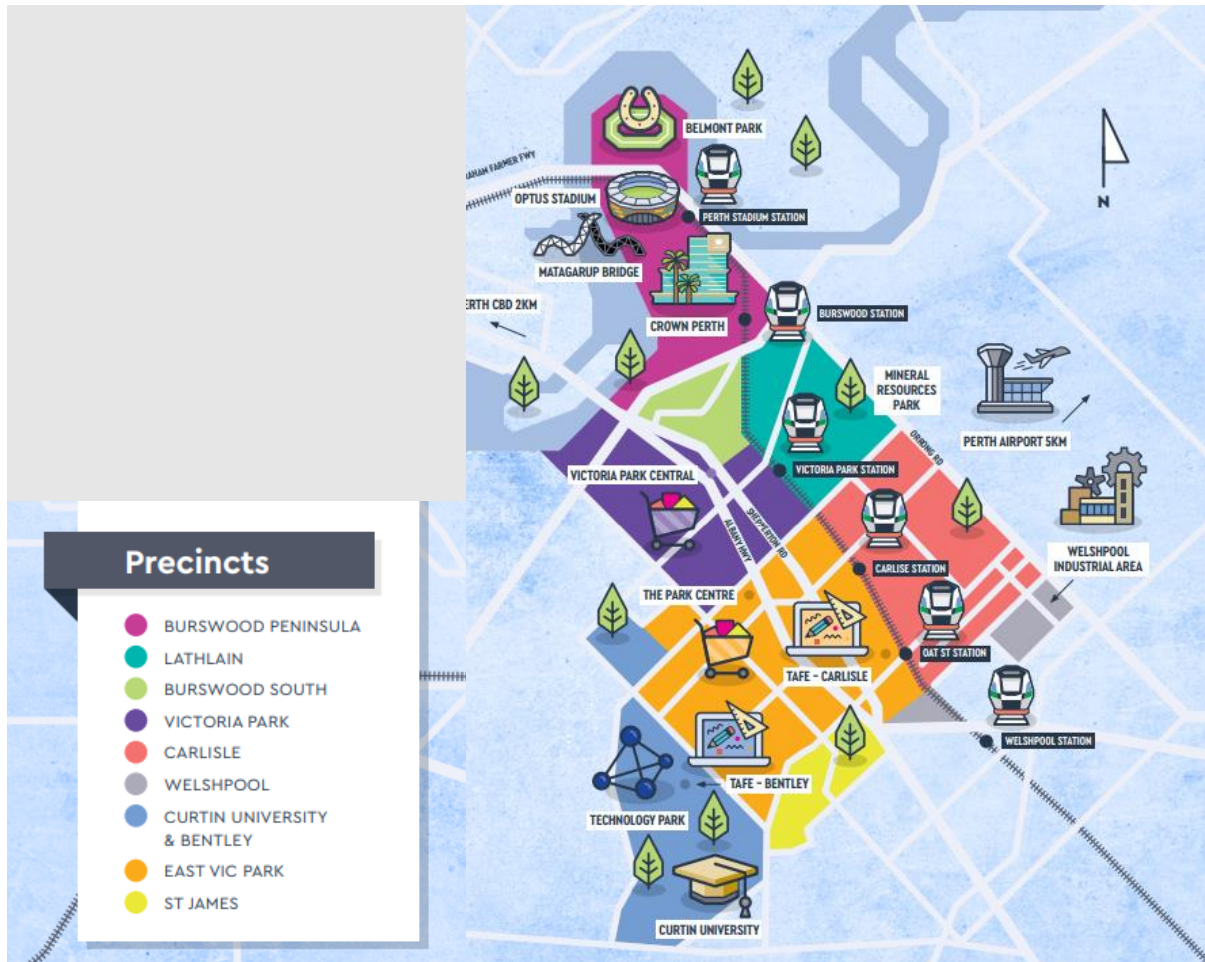 BELMONT PARK
AHAN FARMER FWY
OPTUS STADIUM
PERTH STADIUM STATION
MATAGARUP BRIDGE
N
ERTH CBD 2KM
CROWN PERTH
BURSWOOD STATION
MINERAL
RESOURCES
PARK
PERTH AIRPORT 5KM
ORRONG RD
VICTORIA PARK CENTRAL
VICTORIA PARK STATION
SHEPPERTON RD
ALBANY HWY
WELSHPOOL
INDUSTRIAL AREA
CARLISE STATION
THE PARK CENTRE
OAT ST STATION
TAFE – CARLISLE
WELSHPOOL STATION
TAFE – BENTLEY
TECHNOLOGY PARK
CURTIN UNIVERSITY
Precincts
BURSWOOD PENINSULA
LATHLAIN
BURSWOOD SOUTH
VICTORIA PARK
CARLISLE
WELSHPOOL
CURTIN UNIVERSITY
& BENTLEY
EAST VIC PARK
ST JAMES